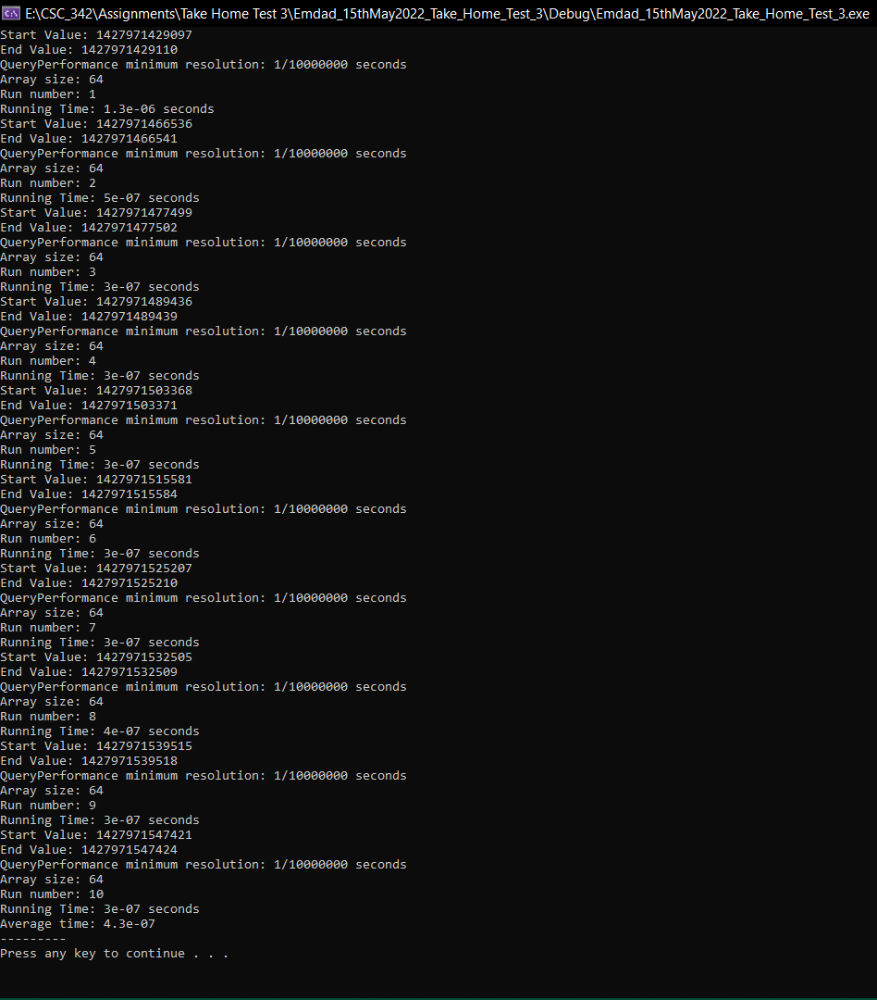 E:\CSC_342\Assignments\Take Home Test 3\Emdad_15thMay2022_Take_Home_Test_3\Debug\Emdad_15thMay2022_Take_Home_Test_3.exe
Start Value: 1427971429097
End Value: 1427971429110
QueryPerformance minimum resolution: 1/10000000 seconds
Array size: 64
Run number: 1
Running Time: 1.3e-06 seconds
Start Value: 1427971466536
End Value: 1427971466541
QueryPerformance minimum resolution: 1/10000000 seconds
Array size: 64
Run number: 2
Running Time: 5e-07 seconds
Start Value: 1427971477499
End Value: 1427971477502
QueryPerformance minimum resolution: 1/10000000 seconds
Array size: 64
Run number: 3
Running Time: 3e-07 seconds
Start Value: 1427971489436
End Value: 1427971489439
QueryPerformance minimum resolution: 1/10000000 seconds
Array size: 64
Run number: 4
Running Time: 3e-07 seconds
Start Value: 1427971503368
End Value: 1427971503371
QueryPerformance minimum resolution: 1/10000000 seconds
Array size: 64
Run number: 5
Running Time: 3e-07 seconds
Start Value: 1427971515581
End Value: 1427971515584
QueryPerformance minimum resolution: 1/10000000 seconds
Array size: 64
Run number: 6
Running Time: 3e-07 seconds
Start Value: 1427971525207
End Value: 1427971525210
QueryPerformance minimum resolution: 1/10000000 seconds
Array size: 64
Run number: 7
Running Time: 3e-07 seconds
Start Value: 1427971532505
End Value: 1427971532509
QueryPerformance minimum resolution: 1/10000000 seconds
Array size: 64
Run number: 8
Running Time: 4e-07 seconds
Start Value: 1427971539515
End Value: 1427971539518
QueryPerformance minimum resolution: 1/10000000 seconds
Array size: 64
Run number: 9
Running Time: 3e-07 seconds
Start Value: 1427971547421
End Value: 1427971547424
QueryPerformance minimum resolution: 1/10000000 seconds
Array size: 64
Run number: 10
Running Time: 3e-07 seconds
Average time: 4.3e-07
---------
Press any key to continue . . .